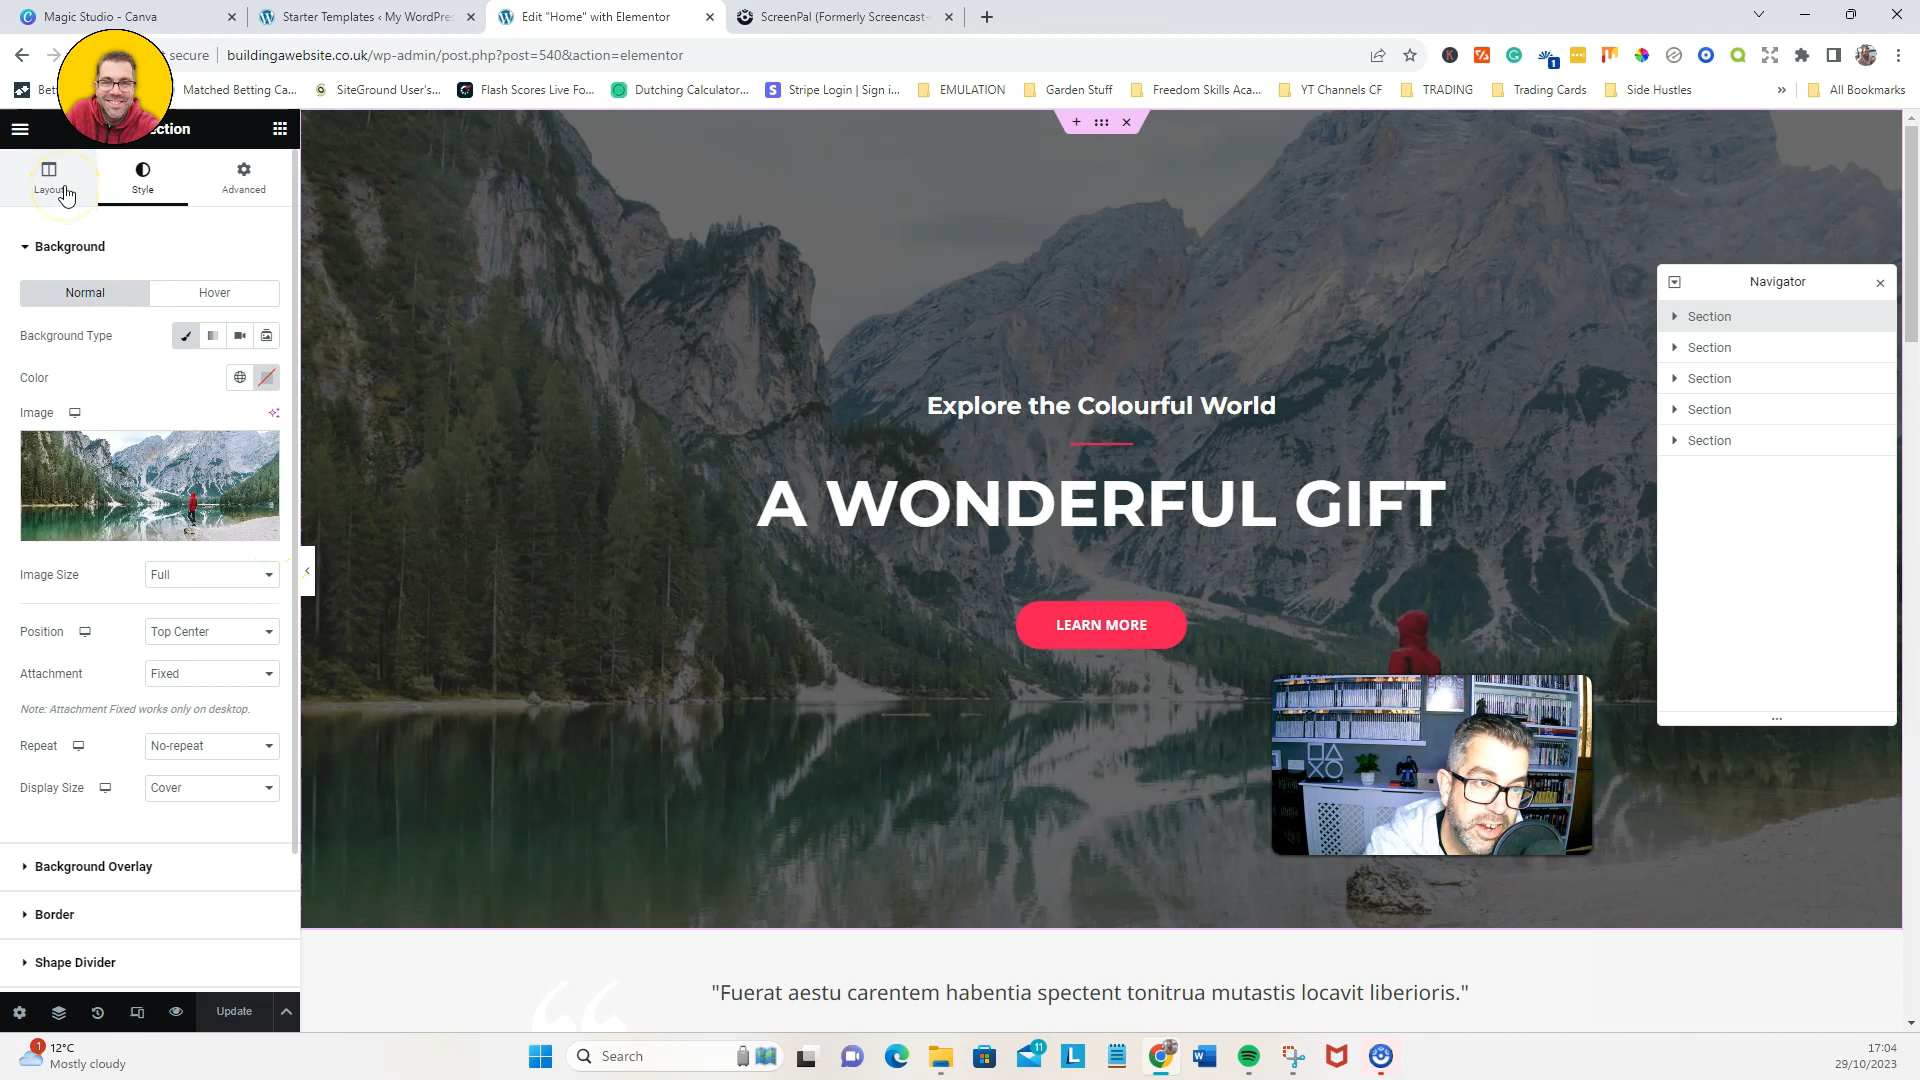 Magic Studio - Canva
Starter Templates ‹ My WordPre
Edit "Home" with Elementor
ScreenPal (Formerly Screencast-
secure
buildingawebsite.co.uk/wp-admin/post.php?post=540&action=elementor
Bet
Matched Betting Ca...
SiteGround User's...
Flash Scores Live Fo...
Dutching Calculator...
Stripe Login | Sign i...
EMULATION
Garden Stuff
Freedom Skills Aca...
YT Channels CF
TRADING
Trading Cards
Side Hustles
»
All Bookmarks
ection
Layout
Style
Advanced
Background
Normal
Hover
Background Type
Color
Image
Image Size
Full
Position
Top Center
Attachment
Fixed
Note: Attachment Fixed works only on desktop.
Repeat
No-repeat
Display Size
Cover
Background Overlay
Border
Shape Divider
Update
Explore the Colourful World
A WONDERFUL GIFT
LEARN MORE
"Fuerat aestu carentem habentia spectent tonitrua mutastis locavit liberioris."
Navigator
Section
Section
Section
Section
Section
1
12°C
Mostly cloudy
Search
11
17:04
29/10/2023